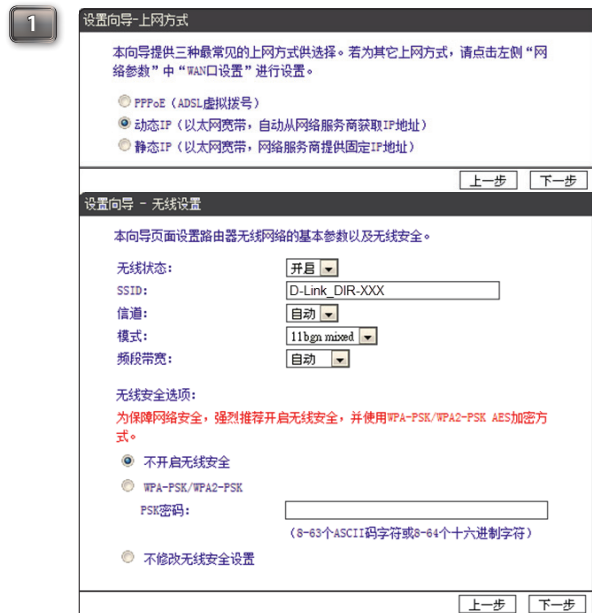 1
设置向导-上网方式
本向导提供三种最常见的上网方式供选择。若为其它上网方式，请点击左侧“网
络参数”中“WAN口设置”进行设置。
PPPoE（ADSL虚拟拨号）
动态IP（以太网宽带，自动从网络服务商获取IP地址）
静态IP（以太网宽带，网络服务商提供固定IP地址）
上一步 下一步
设置向导 - 无线设置
本向导页面设置路由器无线网络的基本参数以及无线安全。
无线状态： 开启
SSID： D-Link_DIR-XXX
信道： 自动
模式： 11bgn mixed
频段带宽： 自动
无线安全选项：
为保障网络安全，强烈推荐开启无线安全，并使用WPA-PSK/WPA2-PSK AES加密方
式。
不开启无线安全
WPA-PSK/WPA2-PSK
PSK密码：
（8-63个ASCII码字符或8-64个十六进制字符）
不修改无线安全设置
上一步 下一步